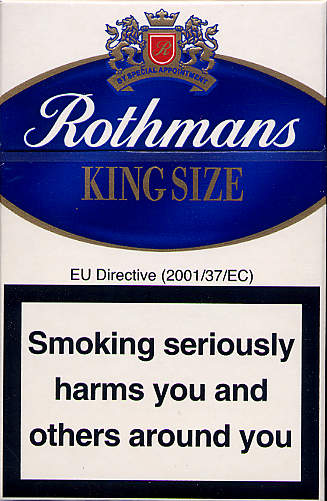 R
BY SPECIAL APPOINTMENT
Rothmans
KING SIZE
EU Directive (2001/37/EC)
Smoking seriously
harms you and
others around you